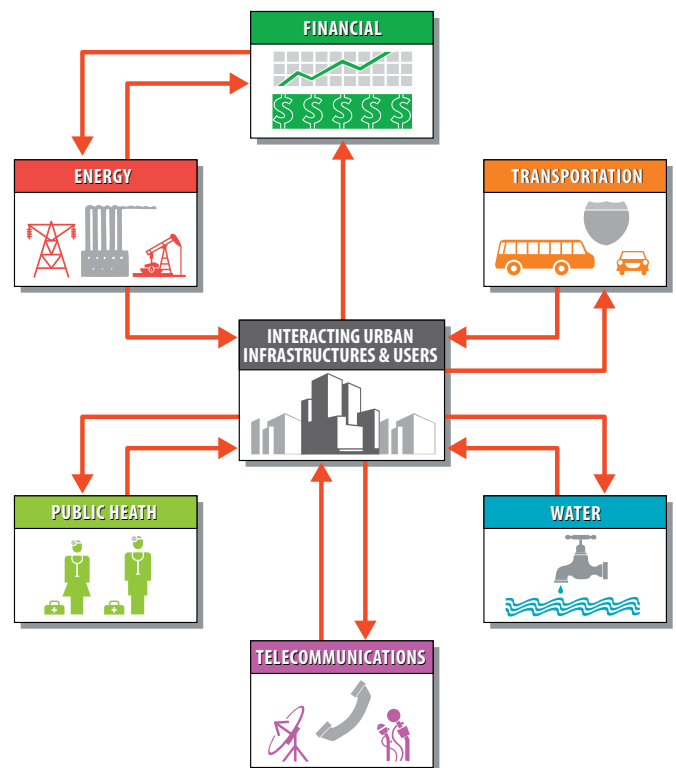 FINANCIAL
$ $ $ $ $
ENERGY
TRANSPORTATION
INTERACTING URBAN
INFRASTRUCTURES & USERS
PUBLIC HEATH
WATER
TELECOMMUNICATIONS